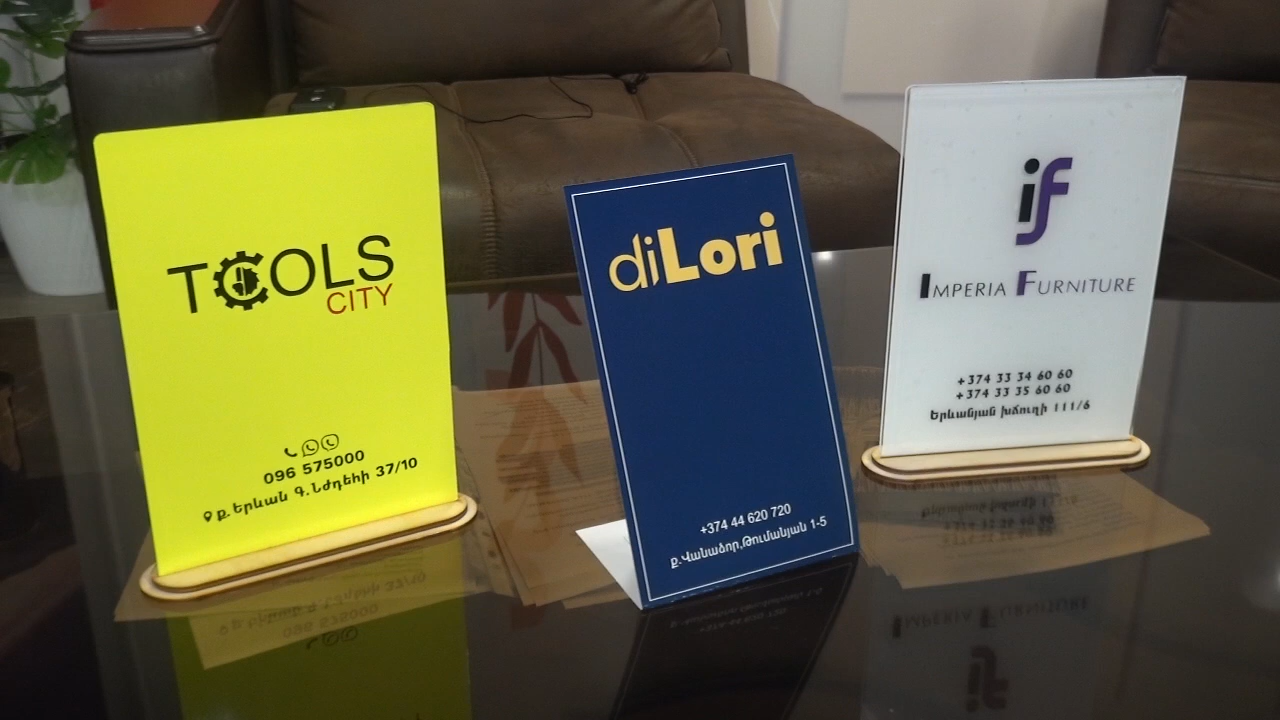 TOOLS
CITY
096 575000
ք.Երևան Գ.Նժդեհի 37/10
diLori
+374 44 620 720
ք.Վանաձոր,Թումանյան 1-5
if
IMPERIA FURNITURE
+374 33 34 60 60
+374 33 35 60 60
Երևանյան խճուղի 111/6